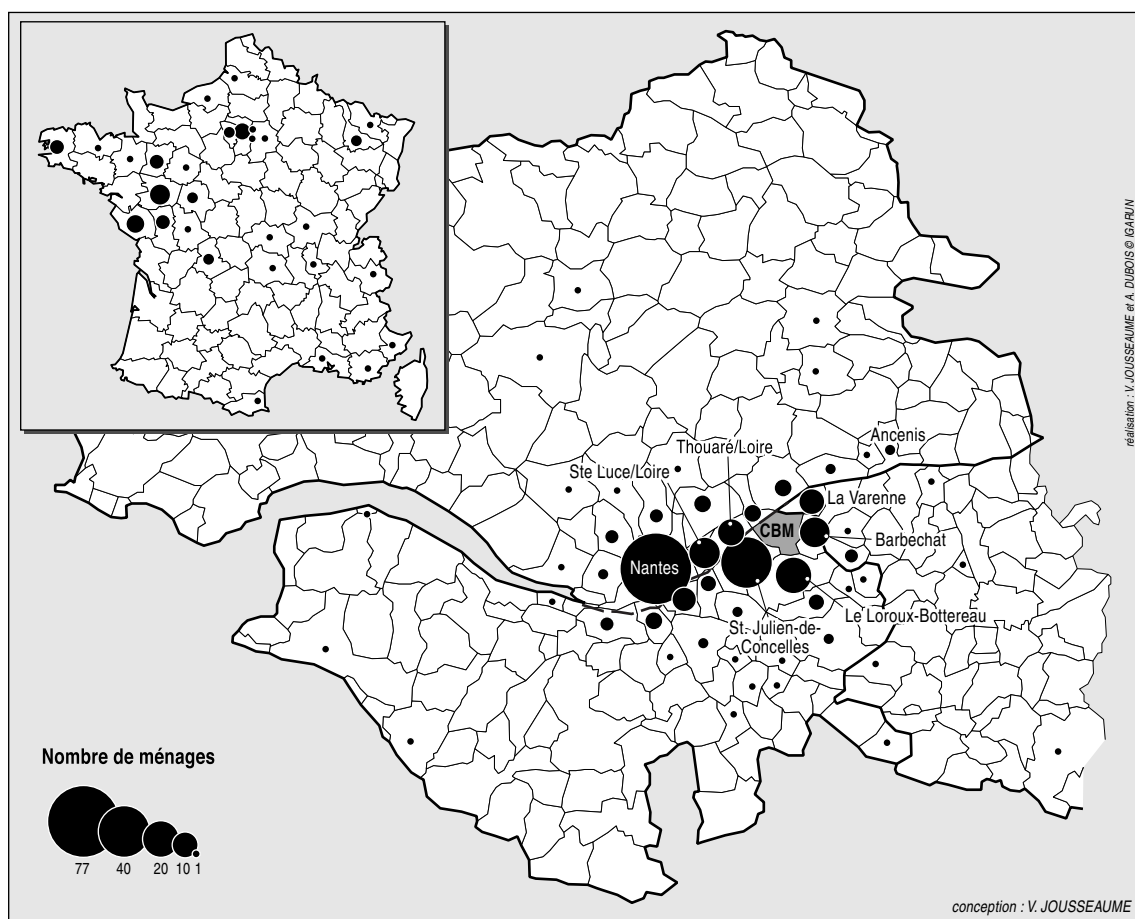 Thouaré/Loire
Ancenis
Ste Luce/Loire
La Varenne
CBM
Barbechat
Nantes
Le Loroux-Bottereau
St. Julien-de-
Concelles
Nombre de ménages
77 40 20 10 1
réalisation : V. JOUSSEAUME et A. DUBOIS © IGARUN
conception : V. JOUSSEAUME